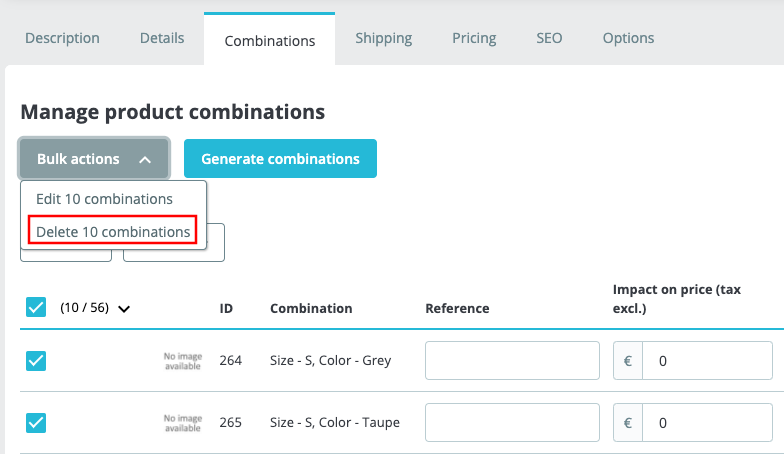 Description Details Combinations Shipping Pricing SEO Options
Manage product combinations
Bulk actions Generate combinations
Edit 10 combinations
Delete 10 combinations
(10 / 56) ID Combination Reference Impact on price (tax
excl.)
No image
available
264 Size - S, Color - Grey € 0
No image
available
265 Size - S, Color - Taupe € 0